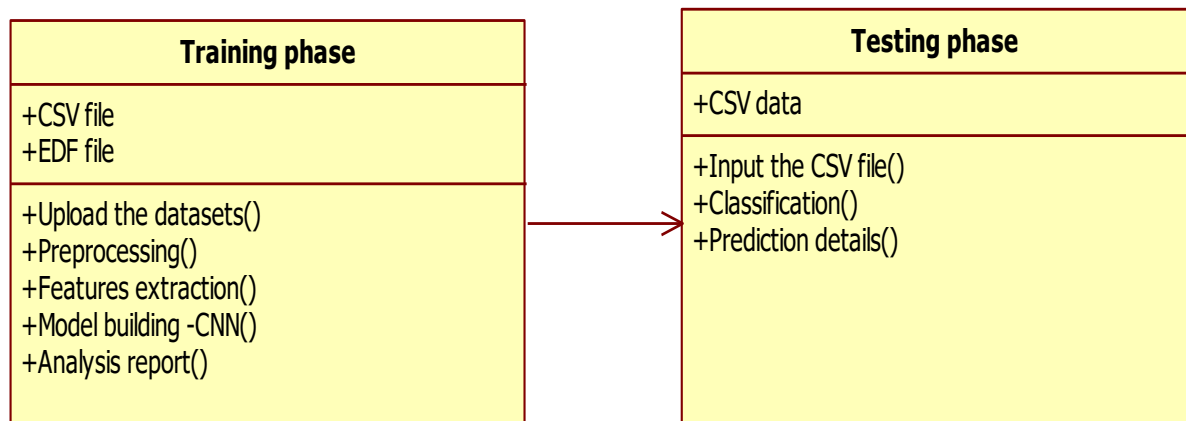 Training phase
+CSV file
+EDF file
+Upload the datasets()
+Preprocessing()
+Features extraction()
+Model building -CNN()
+Analysis report()
Testing phase
+CSV data
+Input the CSV file()
+Classification()
+Prediction details()